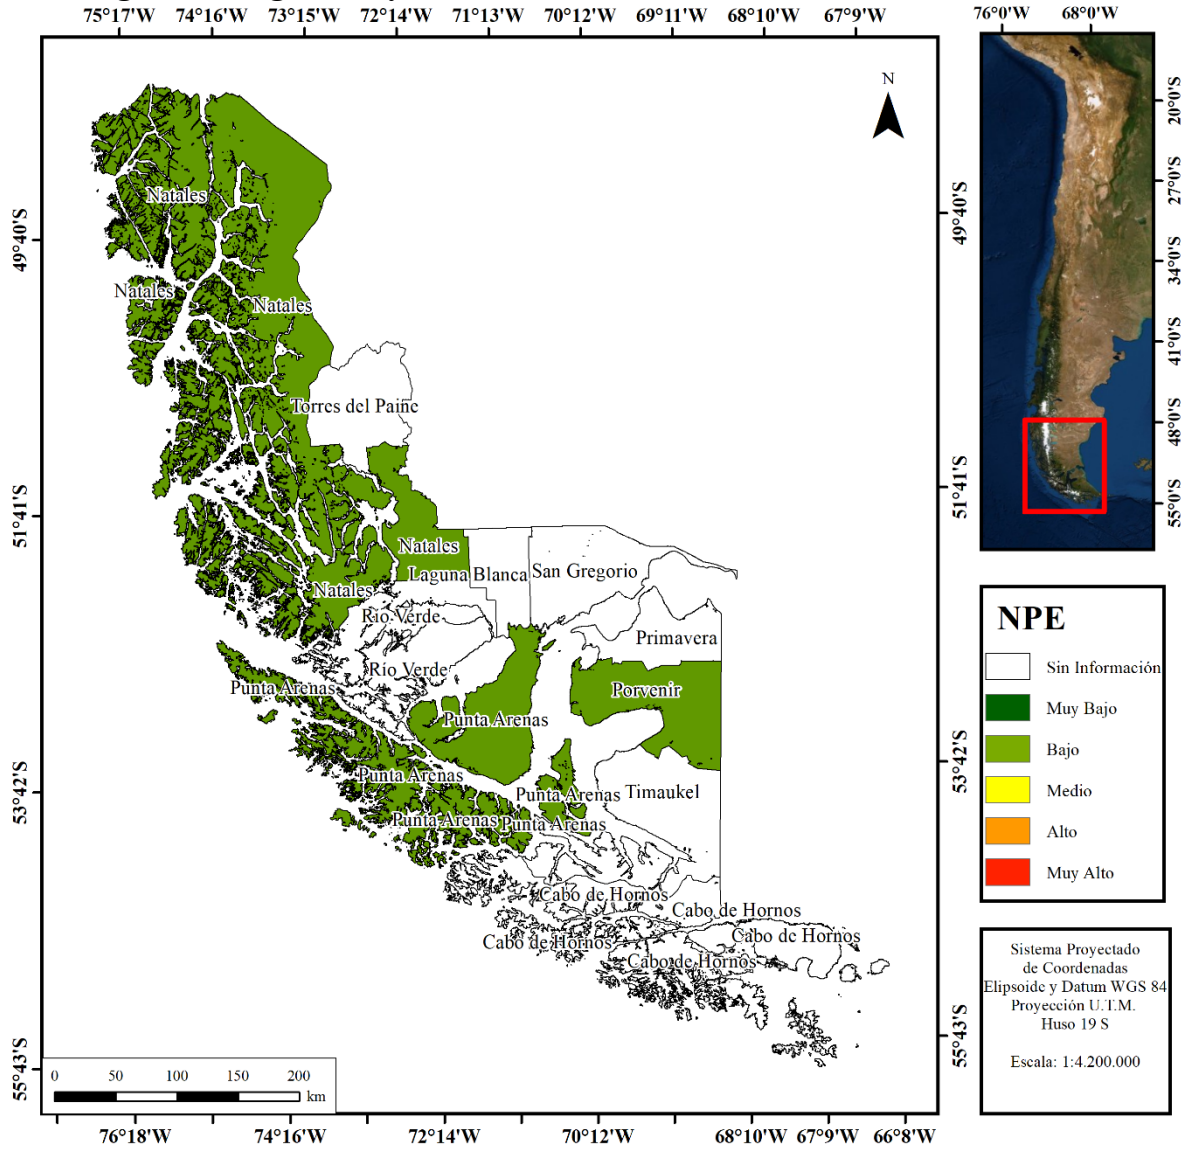 75°17'W 74°16'W 73°15'W 72°14'W 71°13'W 70°12'W 69°11'W 68°10'W 67°9'W
76°0'W 68°0'W
N
20°0'S
27°0'S
34°0'S
41°0'S
48°0'S
55°0'S
49°40'S
49°40'S
51°41'S
51°41'S
53°42'S
53°42'S
55°43'S
55°43'S
Natales
Natales
Natales
Torres del Paine
Natales
Laguna Blanca
San Gregorio
Natales
Río Verde
Primavera
Río Verde
Punta Arenas
Porvenir
Punta Arenas
Punta Arenas
Punta Arenas
Timaukel
Punta Arenas
Punta Arenas
Cabo de Hornos
Cabo de Hornos
Cabo de Hornos
Cabo de Hornos
Cabo de Hornos
0 50 100 150 200
km
76°18'W 74°16'W 72°14'W 70°12'W 68°10'W 67°9'W 66°8'W
NPE
Sin Información
Muy Bajo
Bajo
Medio
Alto
Muy Alto
Sistema Proyectado
de Coordenadas
Elipsoide y Datum WGS 84
Proyección U.T.M.
Huso 19 S
Escala: 1:4.200.000